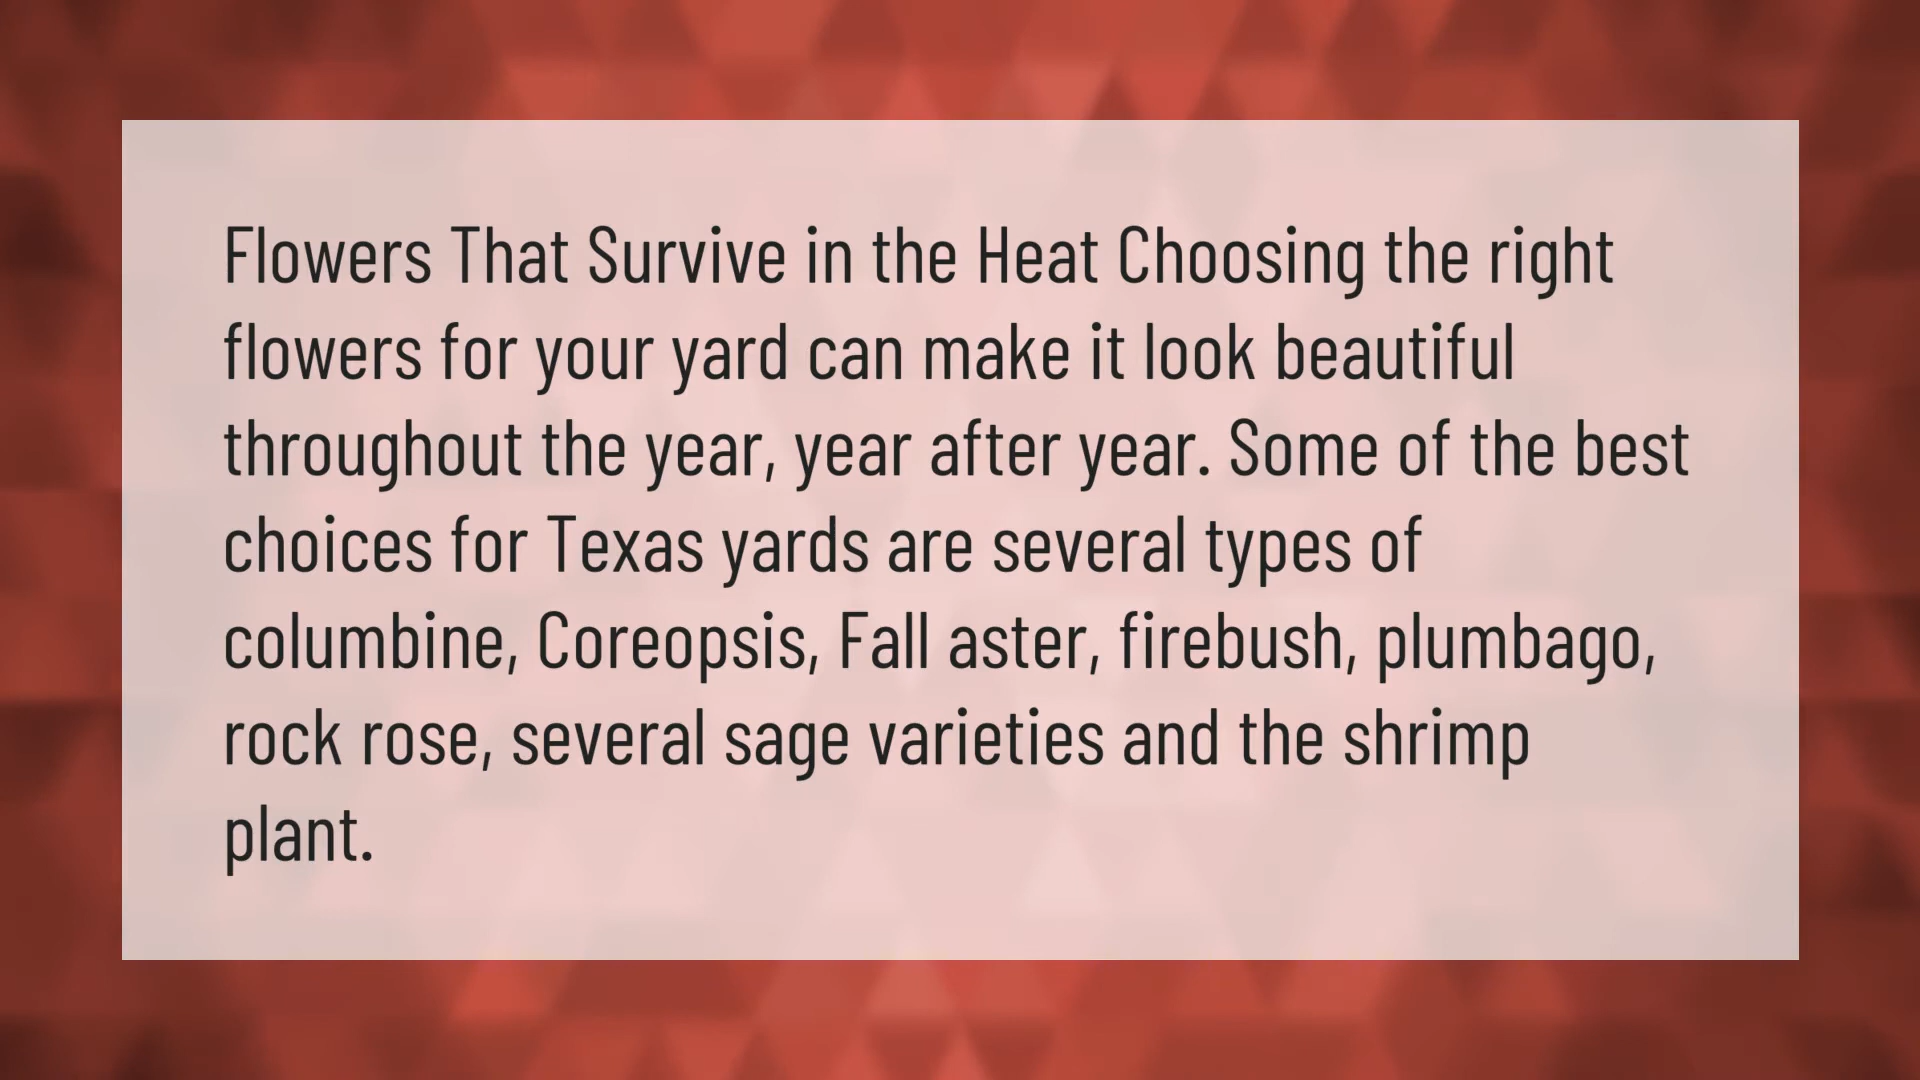 Flowers That Survive in the Heat Choosing the right
flowers for your yard can make it look beautiful
throughout the year, year after year. Some of the best
choices for Texas yards are several types of
columbine, Coreopsis, Fall aster, firebush, plumbago,
rock rose, several sage varieties and the shrimp
plant.